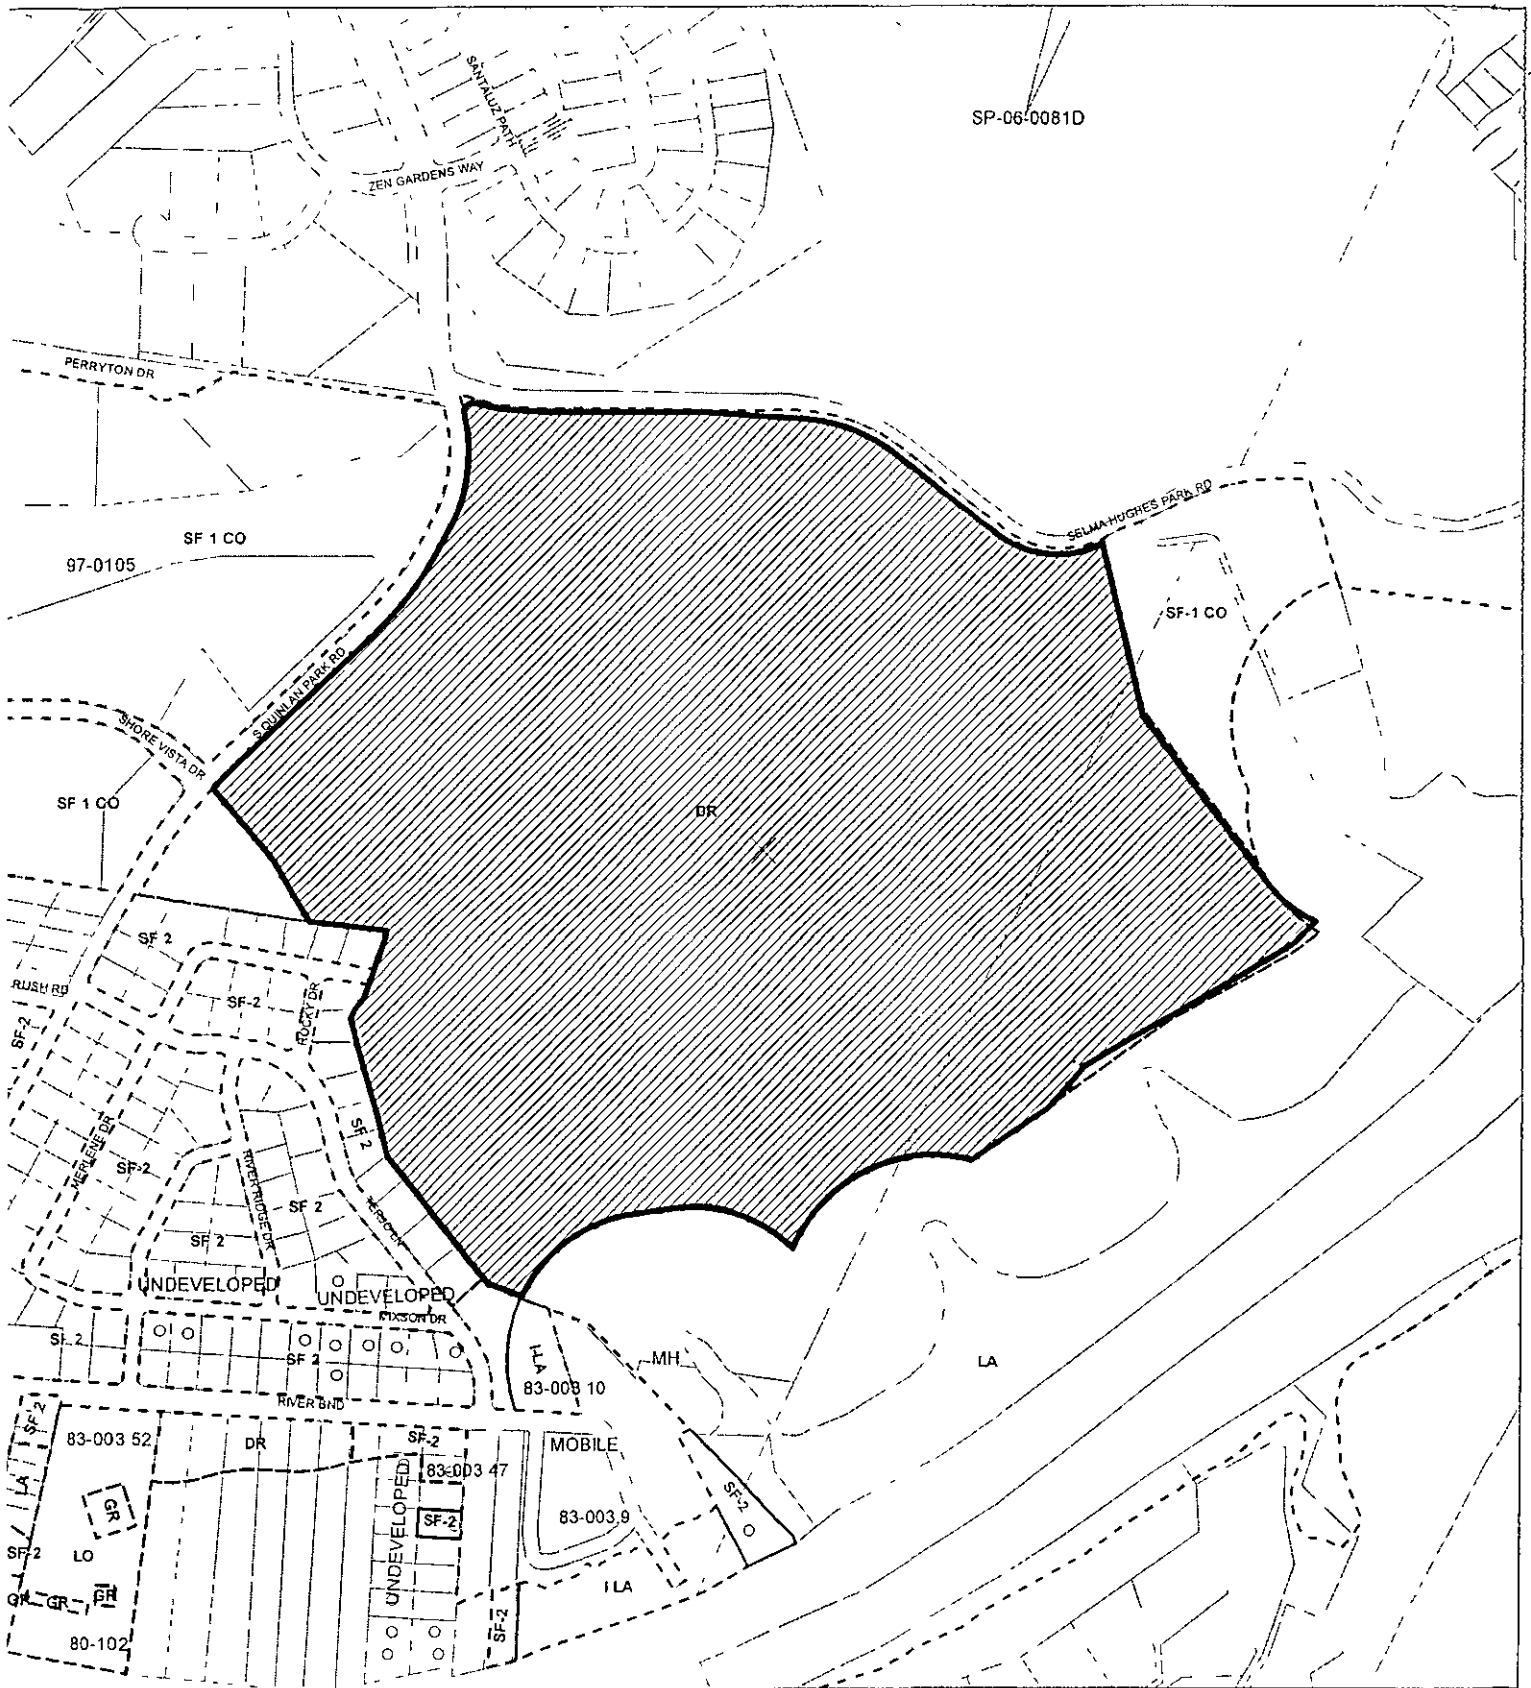 SANTALUZ PATH
SP-06-0081D
ZEN GARDENS WAY
PERRYTON DR
SELMA HUGHES PARK RD
SF 1 CO
97-0105
SF-1 CO
S QUINLAN PARK RD
SHORE VISTA DR
SF 1 CO
DR
SF 2
RUSH RD
SF-2
ROCKY DR
SF-2
MERLENE DR
SF-2
SF 2
RIVER RIDGE DR
SF 2
SF 2
UNDEVELOPED
UNDEVELOPED
SF 2
SF 2
MH
LA
I-LA
83-003 10
RIVER BND
SF-2
83-003 52
DR
SF-2
MOBILE
83-003 47
LA
GR
UNDEVELOPED
SF-2
83-003 9
SF-2
SF-2
LO
I LA
GR
GR
GR
SF-2
80-102